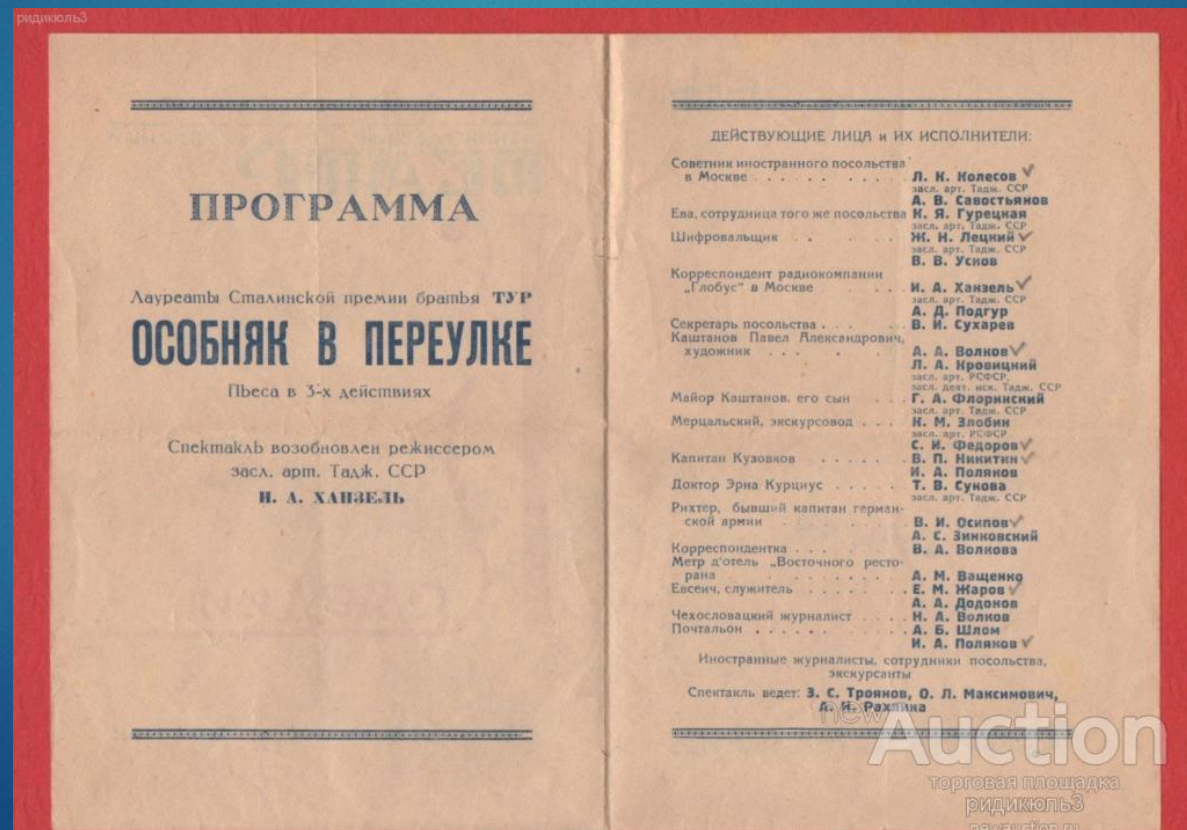 ридикюль3
ПРОГРАММА
Лауреаты Сталинской премии братья ТУР
ОСОБНЯК В ПЕРЕУЛКЕ
Пьеса в 3-х действиях
Спектакль возобновлен режиссером
засл. арт. Тадж. ССР
И. А. ХАНЗЕЛЬ
ДЕЙСТВУЮЩИЕ ЛИЦА и ИХ ИСПОЛНИТЕЛИ:
Советник иностранного посольства
в Москве . . . . . . . . . Л. К. Колесов
засл. арт. Тадж. ССР
А. В. Савостьянов
Ева, сотрудница того же посольства К. Я. Гурецкая
засл. арт. Тадж. ССР
Шифровальщик . . . . . Ж. Н. Лецкий
засл. арт. Тадж. ССР
В. В. Усков
Корреспондент радиокомпании
„Глобус“ в Москве . . . . . И. А. Ханзель
засл. арт. Тадж. ССР
А. Д. Подгур
Секретарь посольства . . . . . В. И. Сухарев
Каштанов Павел Александрович,
художник . . . . . . А. А. Волков
Л. А. Кровицкий
засл. арт. РСФСР,
засл. деят. иск. Тадж. ССР
Майор Каштанов, его сын . . . Г. А. Флоринский
засл. арт. Тадж. ССР
Мерцальский, экскурсовод . . . К. М. Злобин
засл. арт. РСФСР
С. И. Федоров
Капитан Кузовков . . . . . . В. П. Никитин
И. А. Поляков
Доктор Эрна Курциус . . . . . Т. В. Сукова
засл. арт. Тадж. ССР
Рихтер, бывший капитан герман-
ской армии . . . . . . . В. И. Осипов
А. С. Зинковский
Корреспондентка . . . . . . В. А. Волкова
Метр д'отель „Восточного ресто-
рана . . . . . . . . . А. М. Ващенко
Евсеич, служитель . . . . . . Е. М. Жаров
А. А. Додонов
Чехословацкий журналист . . . . Н. А. Волков
Почтальон . . . . . . . . . А. Б. Шлом
И. А. Поляков
Иностранные журналисты, сотрудники посольства,
экскурсанты
Спектакль ведет: З. С. Троянов, О. Л. Максимович,
А. И. Рахлина
newAuction
торговая площадка
ридикюль3
newauction.ru